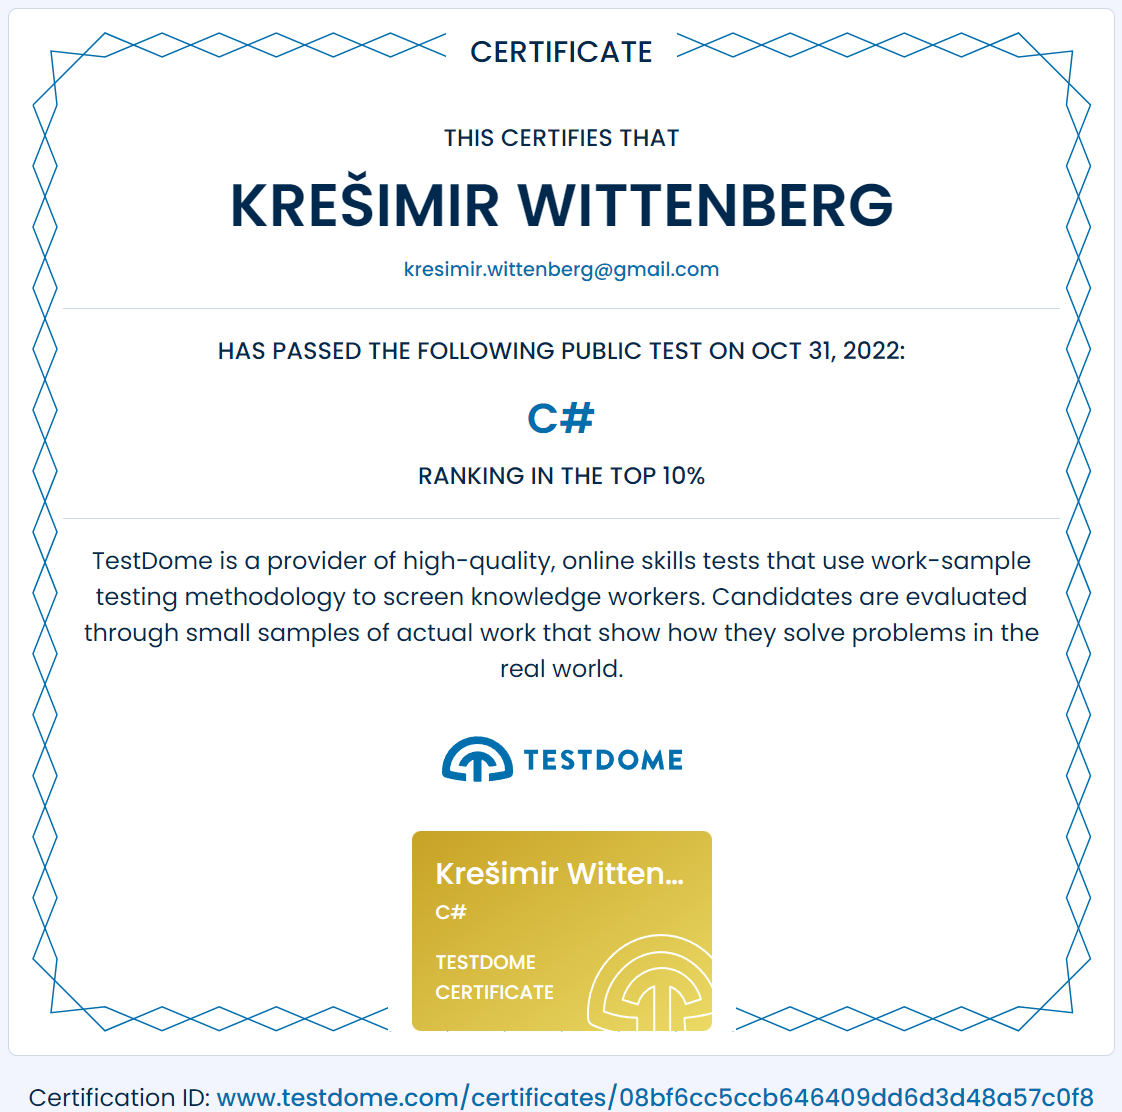 CERTIFICATE
THIS CERTIFIES THAT
KREŠIMIR WITTENBERG
kresimir.wittenberg@gmail.com
HAS PASSED THE FOLLOWING PUBLIC TEST ON OCT 31, 2022:
C#
RANKING IN THE TOP 10%
TestDome is a provider of high-quality, online skills tests that use work-sample
testing methodology to screen knowledge workers. Candidates are evaluated
through small samples of actual work that show how they solve problems in the
real world.
TESTDOME
Krešimir Witten...
C#
TESTDOME
CERTIFICATE
Certification ID: www.testdome.com/certificates/08bf6cc5ccb646409dd6d3d48a57c0f8